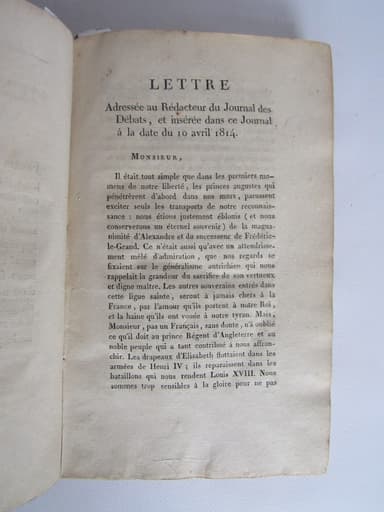 LETTRE
Adressée au Rédacteur du Journal des
Débats, et insérée dans ce Journal
à la date du 10 avril 1814.
MONSIEUR,
Il était tout simple que dans les premiers mo-
mens de notre liberté, les princes augustes qui
pénétrèrent d'abord dans nos murs, parussent
exciter seuls les transports de notre reconnais-
sance : nous étions justement éblouis (et nous
conserverons un éternel souvenir) de la magna-
nimité d'Alexandre et du successeur de Frédéric-
le-Grand. Ce n'était aussi qu'avec un attendrisse-
ment mêlé d'admiration, que nos regards se
fixaient sur le généralisme autrichien qui nous
rappelait la grandeur du sacrifice de son vertueux
et digne maître. Les autres souverains entrés dans
cette ligue sainte, seront à jamais chers à la
France, par l'amour qu'ils portent à notre Roi,
et la haine qu'ils ont vouée à notre tyran. Mais,
Monsieur, pas un Français, sans doute, n'a oublié
ce qu'il doit au prince Régent d'Angleterre et au
noble peuple qui a tant contribué à nous affran-
chir. Les drapeaux d'Elisabeth flottaient dans les
armées de Henri IV ; ils reparaissent dans les
bataillons qui nous rendent Louis XVIII. Nous
sommes trop sensibles à la gloire pour ne pas